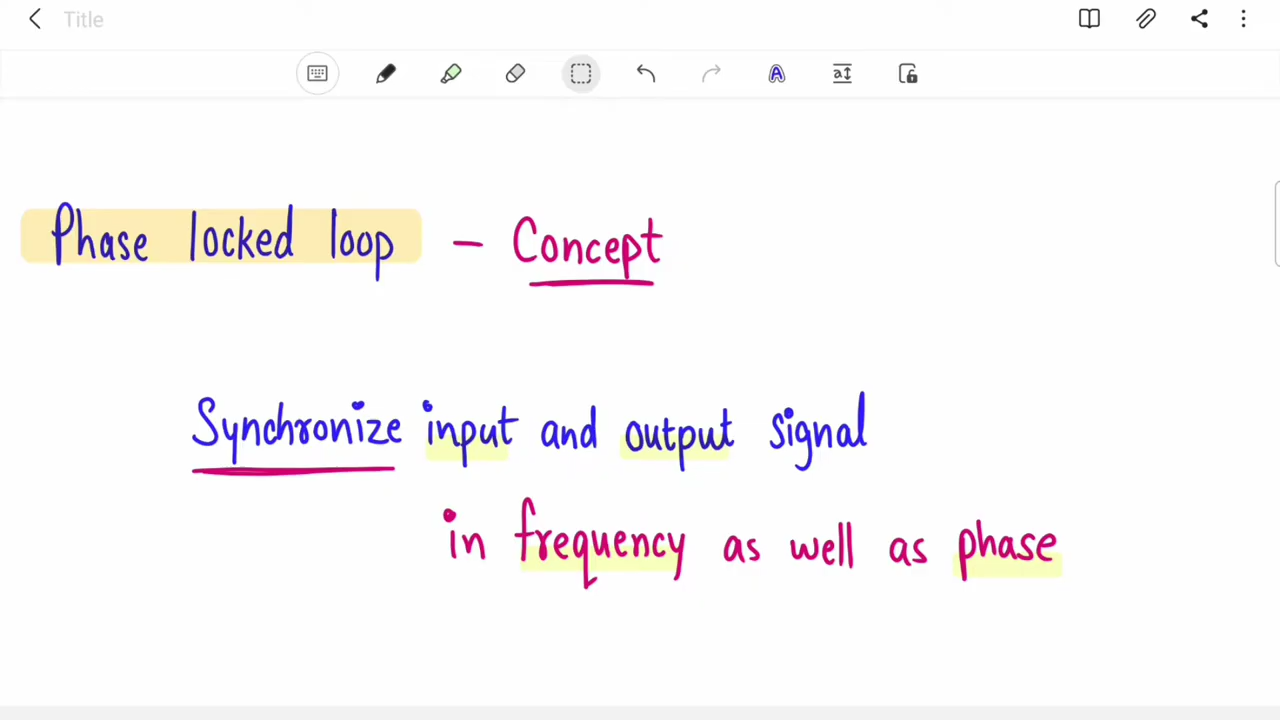 Title
Phase locked loop – Concept
Synchronize input and output signal
in frequency as well as phase